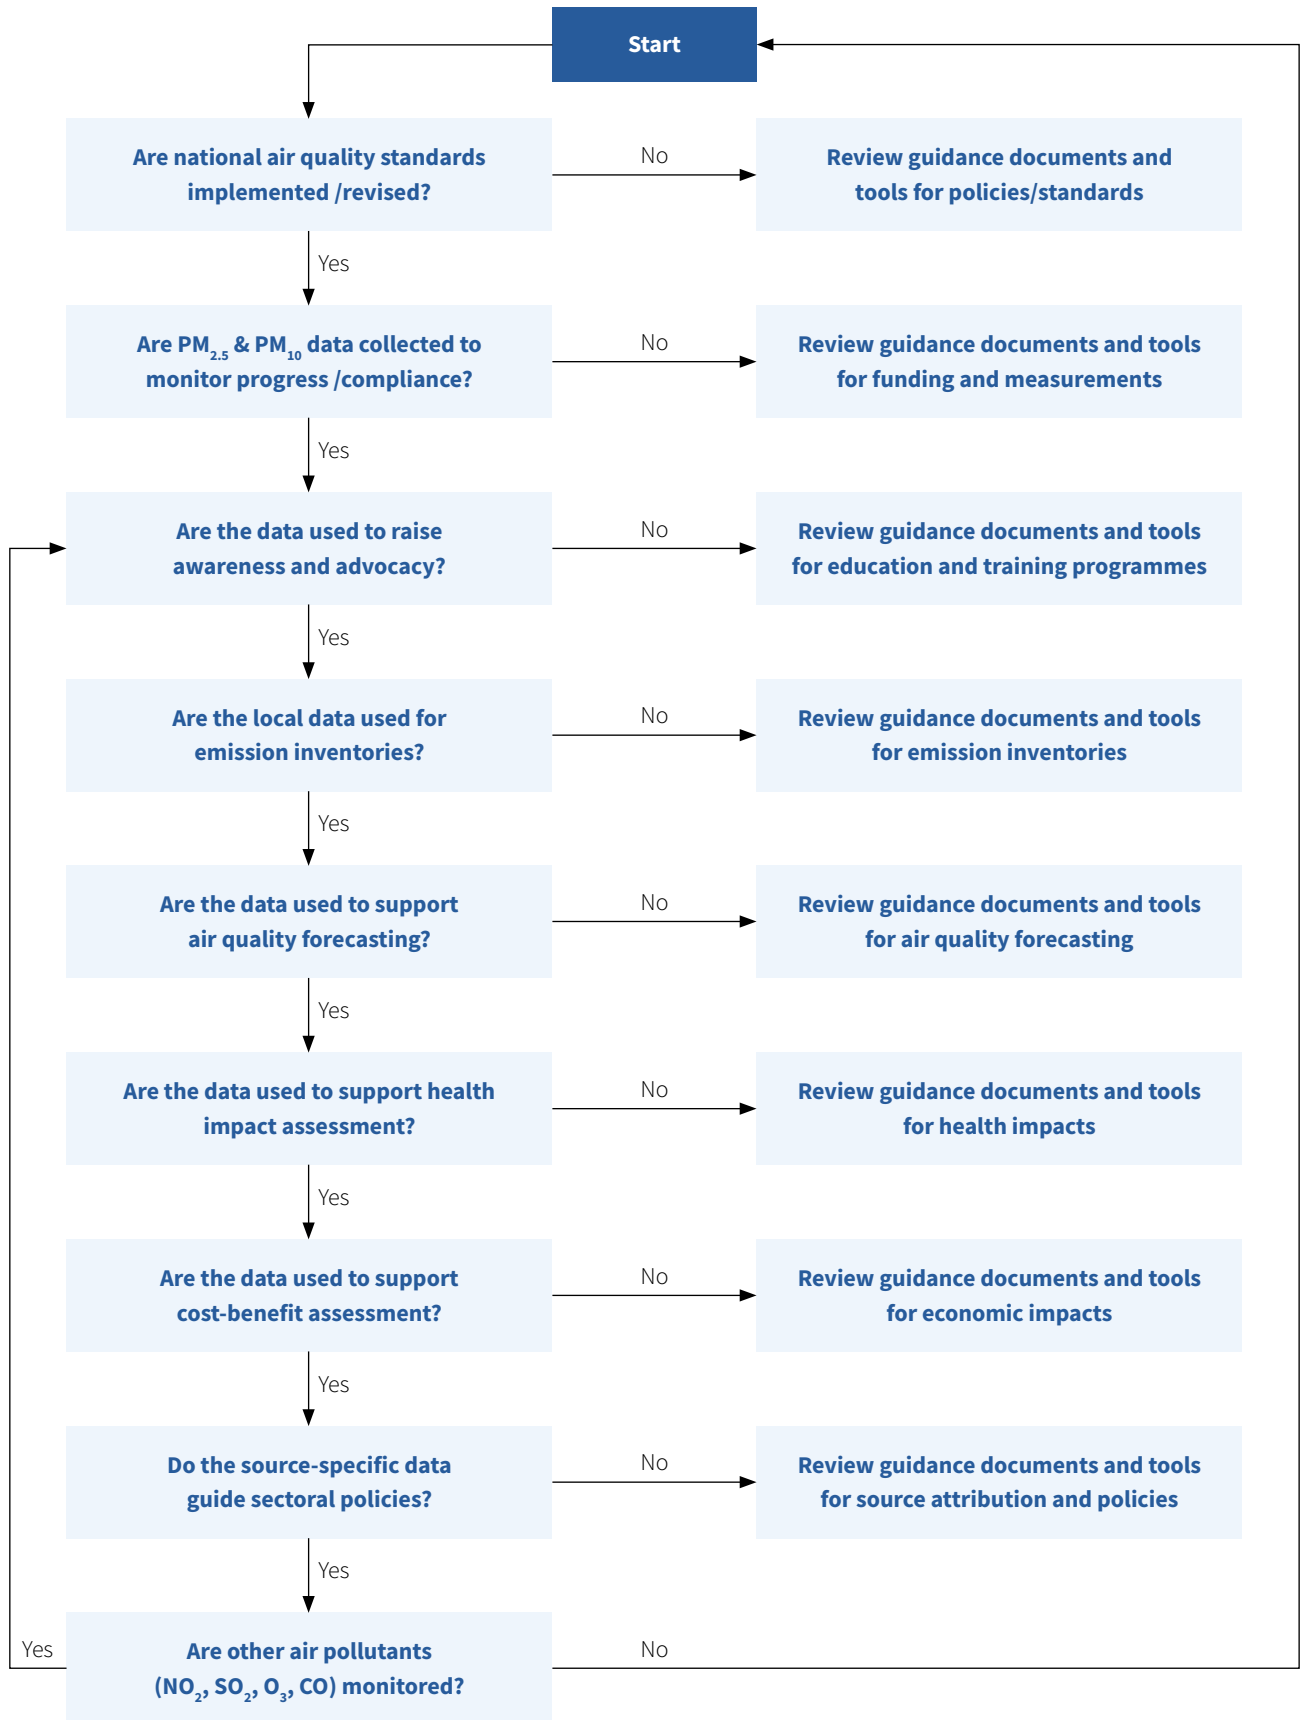 Start
Are national air quality standards
implemented /revised?
No
Review guidance documents and
tools for policies/standards
Yes
Are PM2.5 & PM10 data collected to
monitor progress /compliance?
No
Review guidance documents and tools
for funding and measurements
Yes
Are the data used to raise
awareness and advocacy?
No
Review guidance documents and tools
for education and training programmes
Yes
Are the local data used for
emission inventories?
No
Review guidance documents and tools
for emission inventories
Yes
Are the data used to support
air quality forecasting?
No
Review guidance documents and tools
for air quality forecasting
Yes
Are the data used to support health
impact assessment?
No
Review guidance documents and tools
for health impacts
Yes
Are the data used to support
cost-benefit assessment?
No
Review guidance documents and tools
for economic impacts
Yes
Do the source-specific data
guide sectoral policies?
No
Review guidance documents and tools
for source attribution and policies
Yes
Yes
Are other air pollutants
(NO2, SO2, O3, CO) monitored?
No